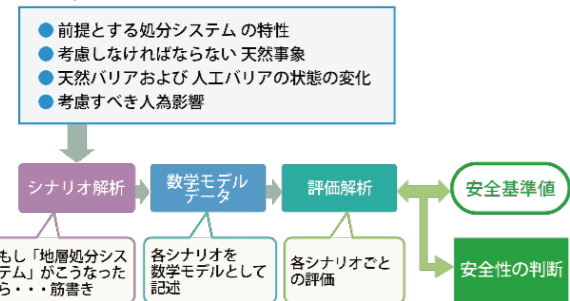 ● 前提とする処分システム の特性
● 考慮しなければならない 天然事象
● 天然バリアおよび 人工バリアの状態の変化
● 考慮すべき人為影響
シナリオ解析
数学モデル
データ
評価解析
安全基準値
もし「地層処分シス
テム」がこうなった
ら・・・筋書き
各シナリオを
数学モデルとして
記述
各シナリオごと
の評価
安全性の判断